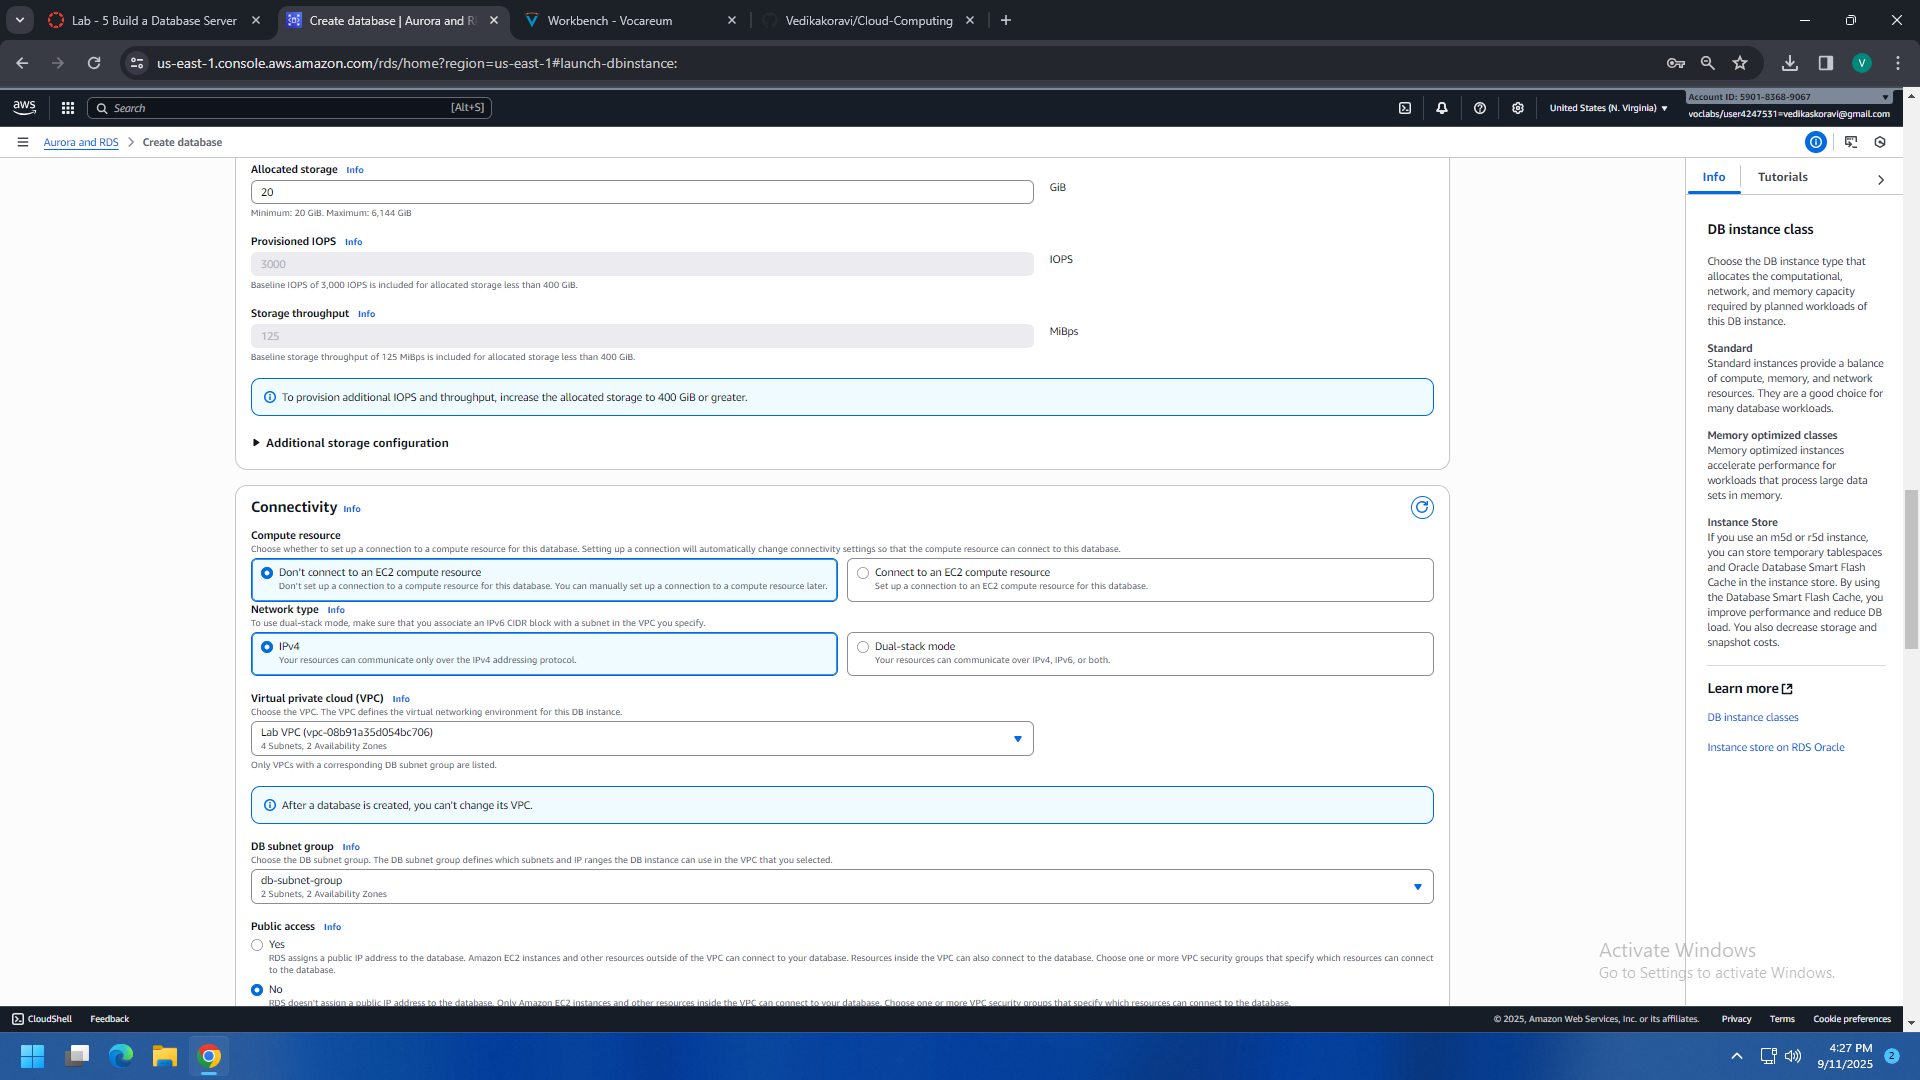 Lab - 5 Build a Database Server
Create database | Aurora and R
Workbench - Vocareum
Vedikakoravi/Cloud-Computing
us-east-1.console.aws.amazon.com/rds/home?region=us-east-1#launch-dbinstance:
V
aws
Search
[Alt+S]
United States (N. Virginia)
Account ID: 5901-8368-9067
voclabs/user4247531=vedikaskoravi@gmail.com
Aurora and RDS > Create database
Allocated storage Info
20
GiB
Minimum: 20 GiB. Maximum: 6,144 GiB
Provisioned IOPS Info
3000
IOPS
Baseline IOPS of 3,000 IOPS is included for allocated storage less than 400 GiB.
Storage throughput Info
125
MiBps
Baseline storage throughput of 125 MiBps is included for allocated storage less than 400 GiB.
To provision additional IOPS and throughput, increase the allocated storage to 400 GiB or greater.
Additional storage configuration
Connectivity Info
Compute resource
Choose whether to set up a connection to a compute resource for this database. Setting up a connection will automatically change connectivity settings so that the compute resource can connect to this database.
Don't connect to an EC2 compute resource
Don't set up a connection to a compute resource for this database. You can manually set up a connection to a compute resource later.
Connect to an EC2 compute resource
Set up a connection to an EC2 compute resource for this database.
Network type Info
To use dual-stack mode, make sure that you associate an IPv6 CIDR block with a subnet in the VPC you specify.
IPv4
Your resources can communicate only over the IPv4 addressing protocol.
Dual-stack mode
Your resources can communicate over IPv4, IPv6, or both.
Virtual private cloud (VPC) Info
Choose the VPC. The VPC defines the virtual networking environment for this DB instance.
Lab VPC (vpc-08b91a35d054bc706)
4 Subnets, 2 Availability Zones
Only VPCs with a corresponding DB subnet group are listed.
After a database is created, you can't change its VPC.
DB subnet group Info
Choose the DB subnet group. The DB subnet group defines which subnets and IP ranges the DB instance can use in the VPC that you selected.
db-subnet-group
2 Subnets, 2 Availability Zones
Public access Info
Yes
RDS assigns a public IP address to the database. Amazon EC2 instances and other resources outside of the VPC can connect to your database. Resources inside the VPC can also connect to the database. Choose one or more VPC security groups that specify which resources can connect
to the database.
No
RDS doesn't assign a public IP address to the database. Only Amazon EC2 instances and other resources inside the VPC can connect to your database. Choose one or more VPC security groups that specify which resources can connect to the database.
Info
Tutorials
DB instance class
Choose the DB instance type that
allocates the computational,
network, and memory capacity
required by planned workloads of
this DB instance.
Standard
Standard instances provide a balance
of compute, memory, and network
resources. They are a good choice for
many database workloads.
Memory optimized classes
Memory optimized instances
accelerate performance for
workloads that process large data
sets in memory.
Instance Store
If you use an m5d or r5d instance,
you can store temporary tablespaces
and Oracle Database Smart Flash
Cache in the instance store. By using
the Database Smart Flash Cache, you
improve performance and reduce DB
load. You also decrease storage and
snapshot costs.
Learn more
DB instance classes
Instance store on RDS Oracle
Activate Windows
Go to Settings to activate Windows.
CloudShell
Feedback
© 2025, Amazon Web Services, Inc. or its affiliates.
Privacy
Terms
Cookie preferences
4:27 PM
9/11/2025
2